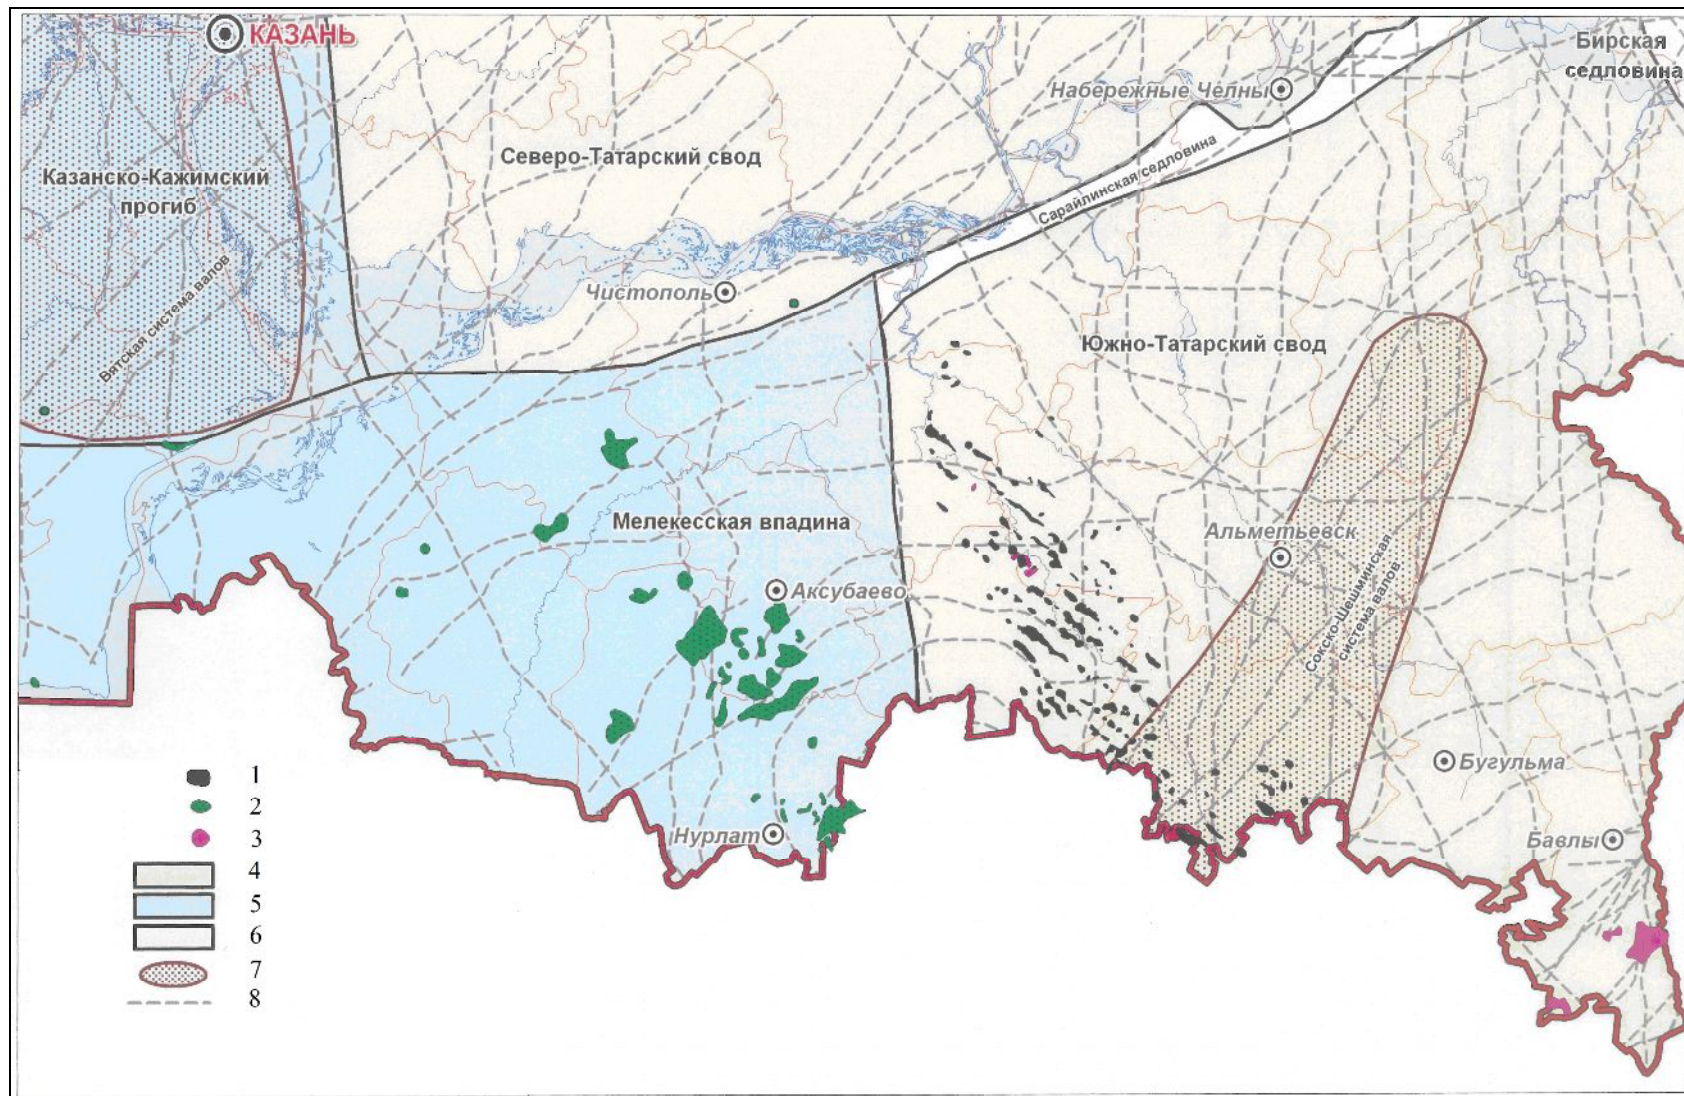 КАЗАНЬ
Бирская
седловина
Набережные Челны
Северо-Татарский свод
Казанско-Кажимский
прогиб
Сарайлинская седловина
Вятская система валов
Чистополь
Южно-Татарский свод
Мелекесская впадина
Альметьевск
Аксубаево
Сокско-Шешминская
система валов
Бугульма
Нурлат
Бавлы
1
2
3
4
5
6
7
8